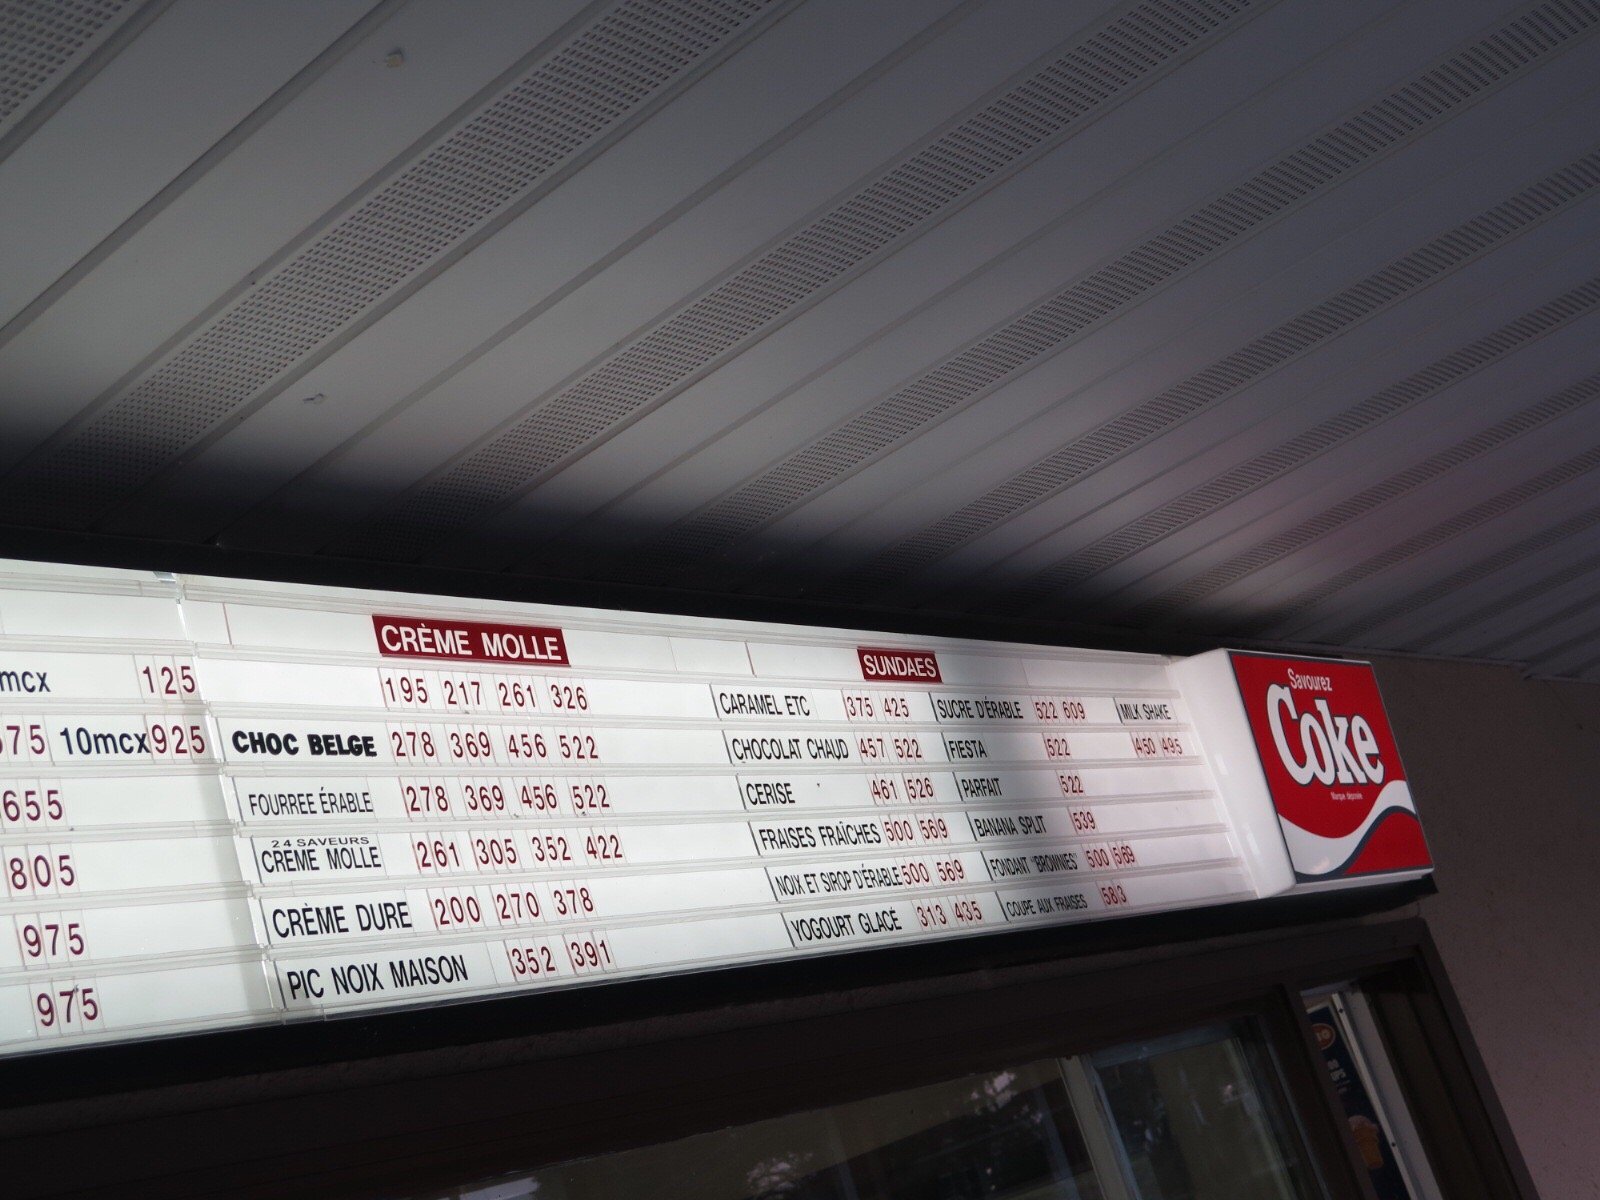 mcx 125
575 10mcx 925
655
805
975
975
CRÈME MOLLE
195 217 261 326
CHOC BELGE 278 369 456 522
FOURREE ÉRABLE 278 369 456 522
24 SAVEURS
CREME MOLLE 261 305 352 422
CRÈME DURE 200 270 378
PIC NOIX MAISON 352 391
SUNDAES
CARAMEL ETC 375 425 SUCRE D'ÉRABLE 522 609 MILK SHAKE
CHOCOLAT CHAUD 457 522 FIESTA 522 450 495
CERISE 461 526 PARFAIT 522
FRAISES FRAÎCHES 500 569 BANANA SPLIT 539
NOIX ET SIROP D'ÉRABLE 500 569 FONDANT "BROWNIES" 500 569
YOGOURT GLACÉ 313 435 COUPE AUX FRAISES 583
Savourez
Coke
Marque déposée